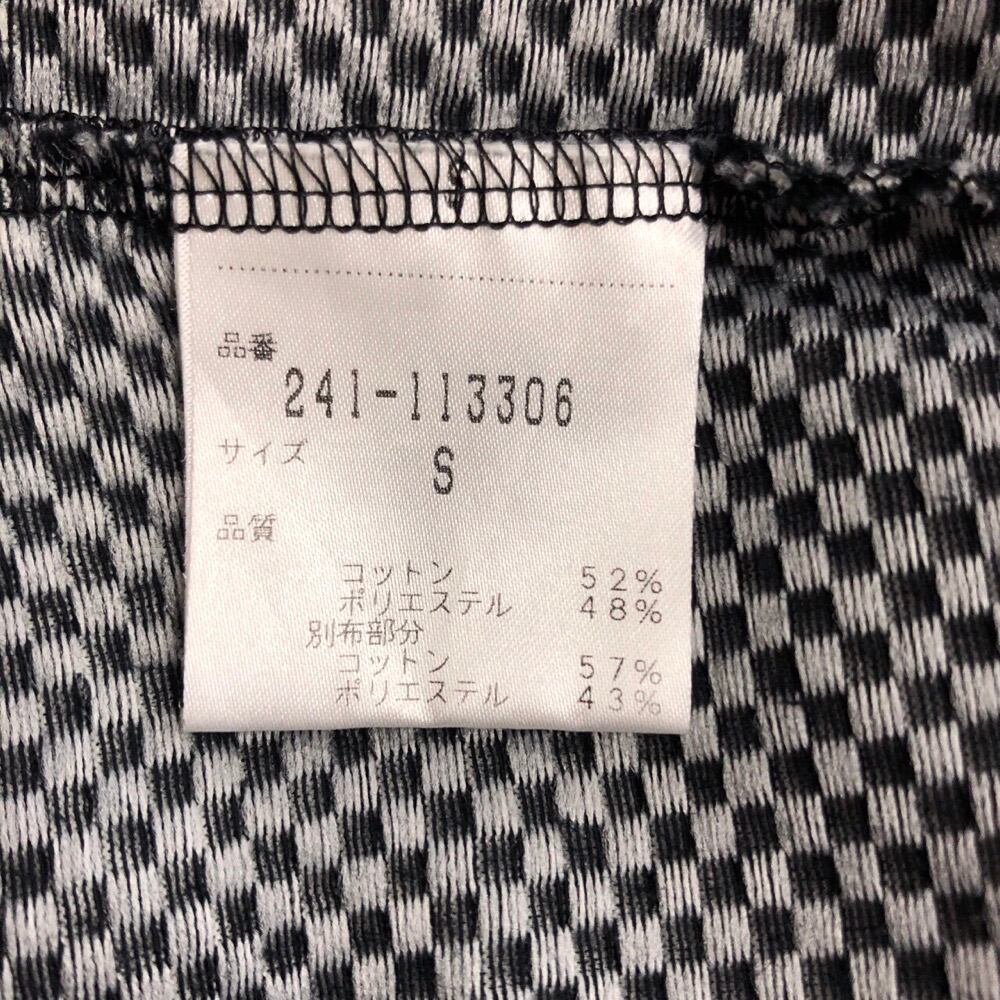 品番
241-113306
サイズ
S
品質
コットン 52%
ポリエステル 48%
別布部分
コットン 57%
ポリエステル 43%